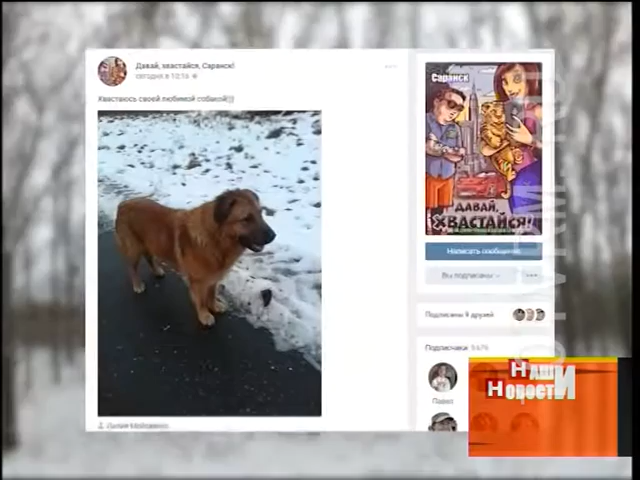 Давай, хвастайся, Саранск!
сегодня в 10:16
Хвастаюсь своей любимой собакой)))
Саранск
ДАВАЙ,
ХВАСТАЙСЯ!
Написать сообщение
Вы подписаны
Подписаны 9 друзей
Подписчики
Павел
НАШИ
НОВОСТИ